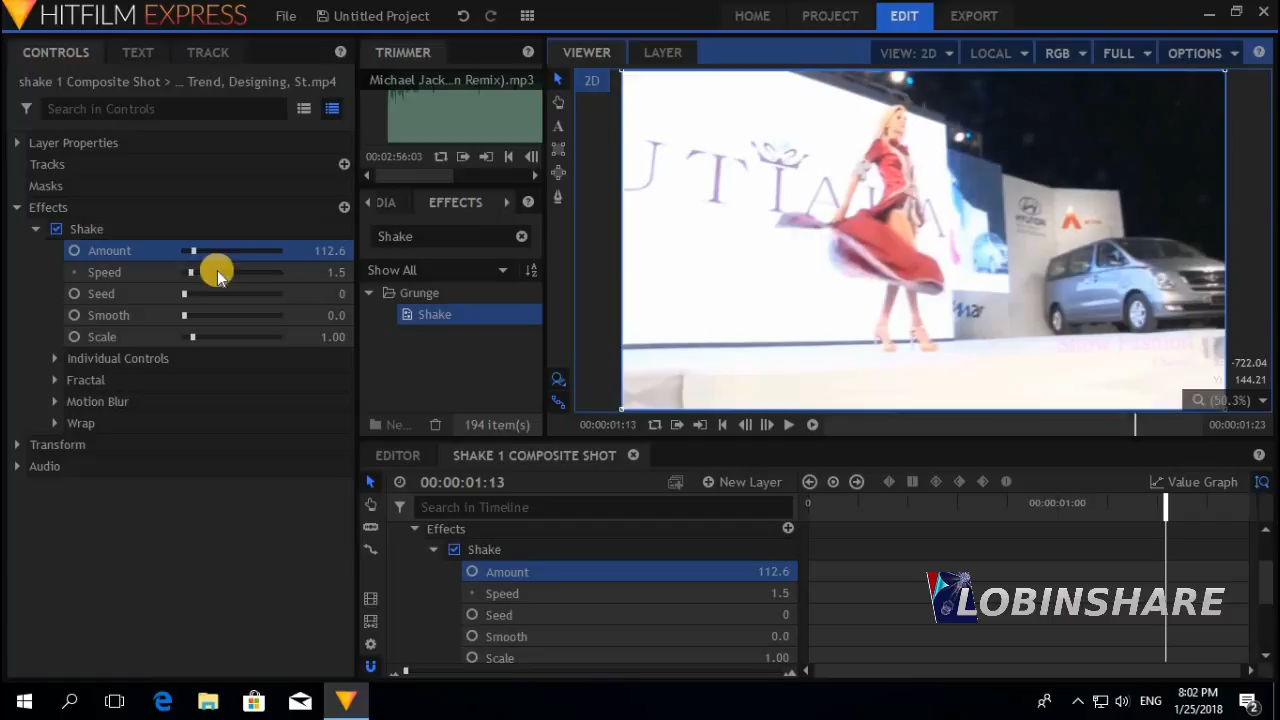 HITFILM EXPRESS
File
Untitled Project
HOME
PROJECT
EDIT
EXPORT
CONTROLS
TEXT
TRACK
TRIMMER
VIEWER
LAYER
VIEW: 2D
LOCAL
RGB
FULL
OPTIONS
shake 1 Composite Shot > ... Trend, Designing, St.mp4
Michael Jack...n Remix).mp3
2D
Search in Controls
Layer Properties
Tracks
Masks
Effects
Shake
Amount 112.6
Speed 1.5
Seed 0
Smooth 0.0
Scale 1.00
Individual Controls
Fractal
Motion Blur
Wrap
Transform
Audio
00:02:56:03
DIA
EFFECTS
Shake
Show All
Grunge
Shake
Ne...
194 item(s)
HYUNDAI
-722.04
144.21
(50.3%)
00:00:01:13
00:00:01:23
EDITOR
SHAKE 1 COMPOSITE SHOT
00:00:01:13
New Layer
Value Graph
Search in Timeline
0
00:00:01:00
Effects
Shake
Amount 112.6
Speed 1.5
Seed 0
Smooth 0.0
Scale 1.00
LOBINSHARE
ENG
8:02 PM
1/25/2018
2